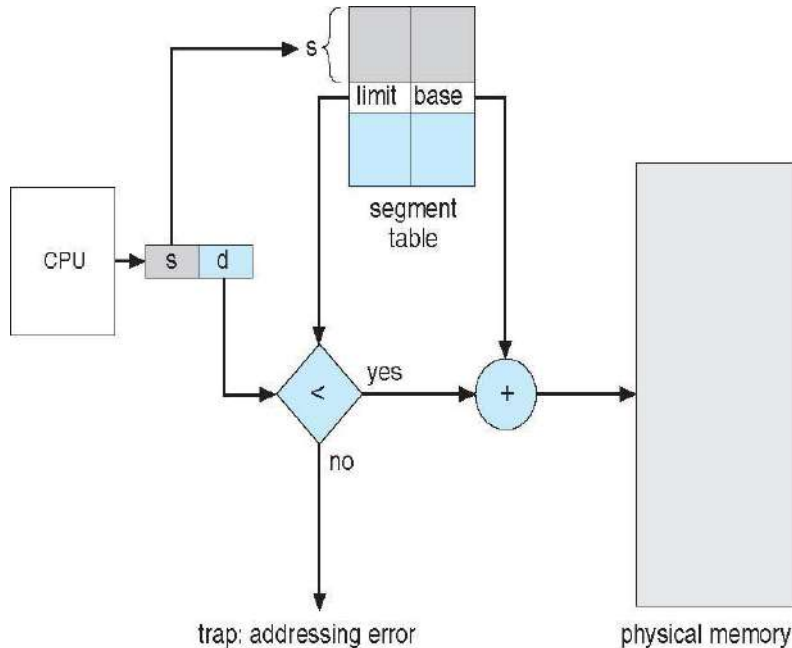 s
limit base
segment
table
CPU
s d
<
yes
+
no
trap: addressing error
physical memory